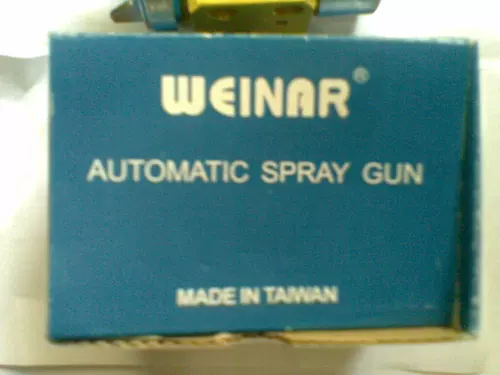 WEINAR®
AUTOMATIC SPRAY GUN
MADE IN TAIWAN